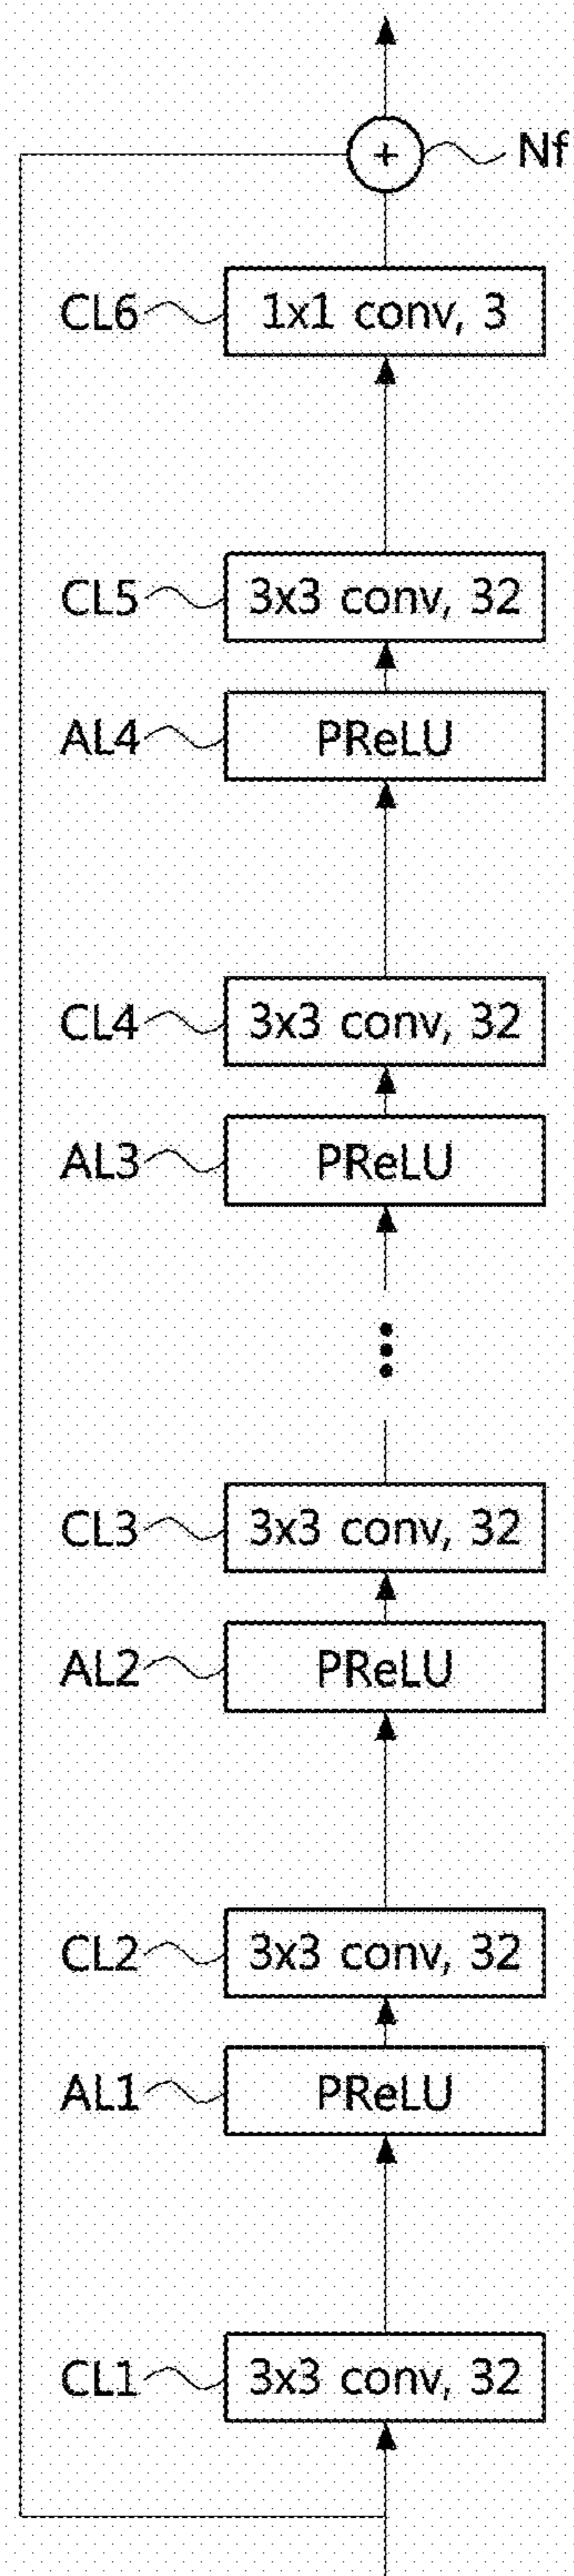 + Nf
CL6 1x1 conv, 3
CL5 3x3 conv, 32
AL4 PReLU
CL4 3x3 conv, 32
AL3 PReLU
CL3 3x3 conv, 32
AL2 PReLU
CL2 3x3 conv, 32
AL1 PReLU
CL1 3x3 conv, 32